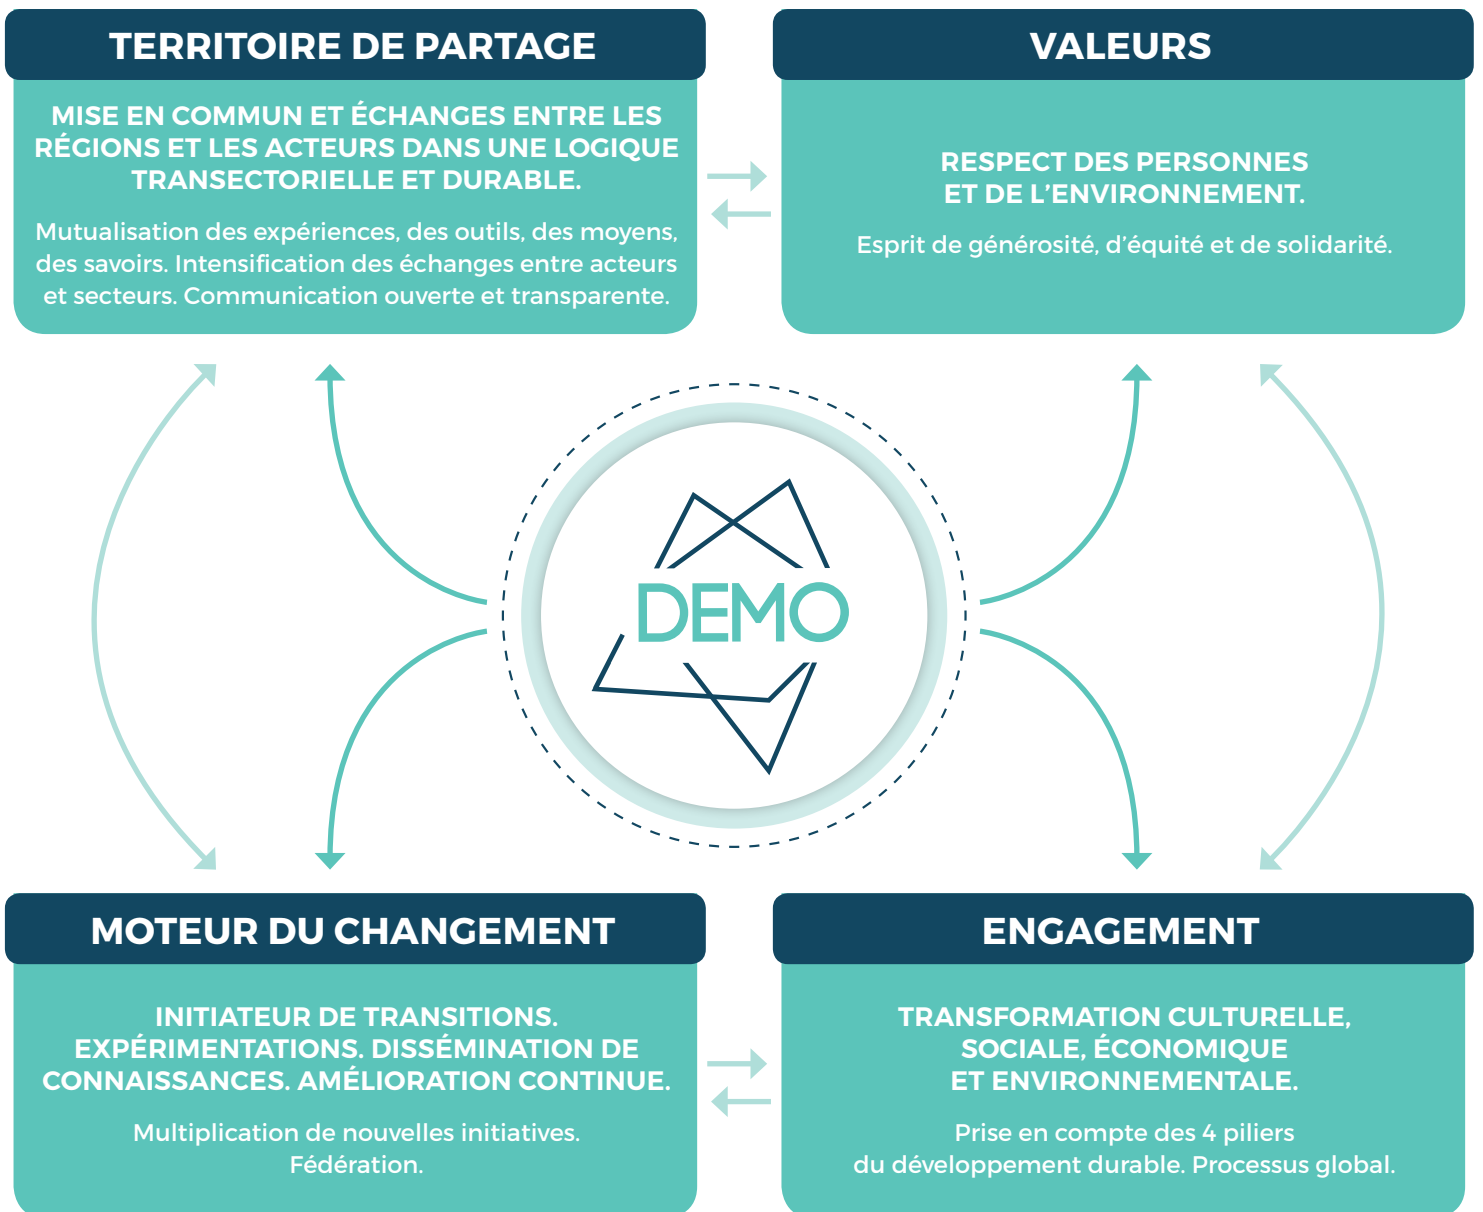 TERRITOIRE DE PARTAGE
MISE EN COMMUN ET ÉCHANGES ENTRE LES
RÉGIONS ET LES ACTEURS DANS UNE LOGIQUE
TRANSECTORIELLE ET DURABLE.
Mutualisation des expériences, des outils, des moyens,
des savoirs. Intensification des échanges entre acteurs
et secteurs. Communication ouverte et transparente.
VALEURS
RESPECT DES PERSONNES
ET DE L’ENVIRONNEMENT.
Esprit de générosité, d’équité et de solidarité.
DEMO
MOTEUR DU CHANGEMENT
INITIATEUR DE TRANSITIONS.
EXPÉRIMENTATIONS. DISSÉMINATION DE
CONNAISSANCES. AMÉLIORATION CONTINUE.
Multiplication de nouvelles initiatives.
Fédération.
ENGAGEMENT
TRANSFORMATION CULTURELLE,
SOCIALE, ÉCONOMIQUE
ET ENVIRONNEMENTALE.
Prise en compte des 4 piliers
du développement durable. Processus global.